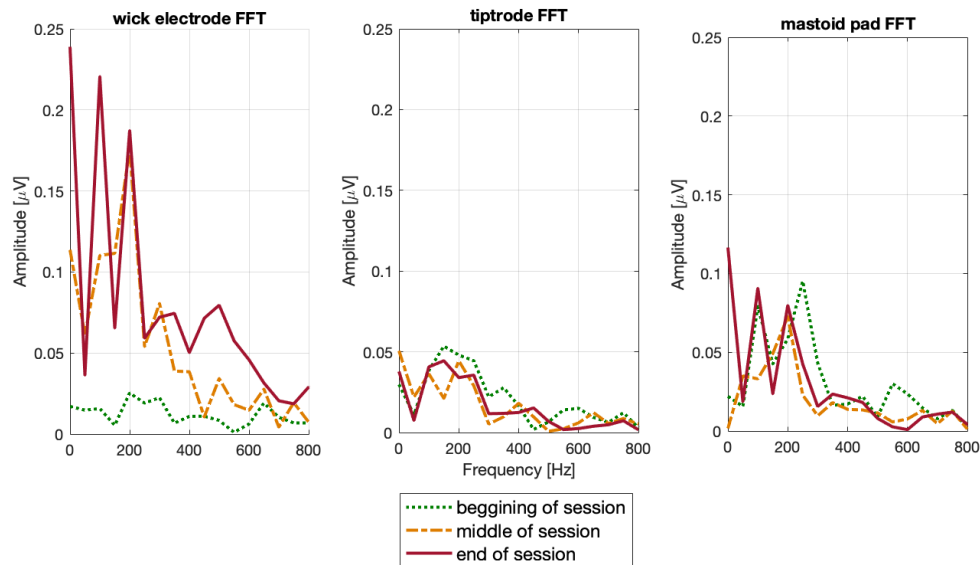 wick electrode FFT
0.25
0.2
0.15
0.1
0.05
0
Amplitude [μV]
0 200 400 600 800
tiptrode FFT
0.25
0.2
0.15
0.1
0.05
0
Amplitude [μV]
0 200 400 600 800
Frequency [Hz]
mastoid pad FFT
0.25
0.2
0.15
0.1
0.05
0
Amplitude [μV]
0 200 400 600 800
beggining of session
middle of session
end of session